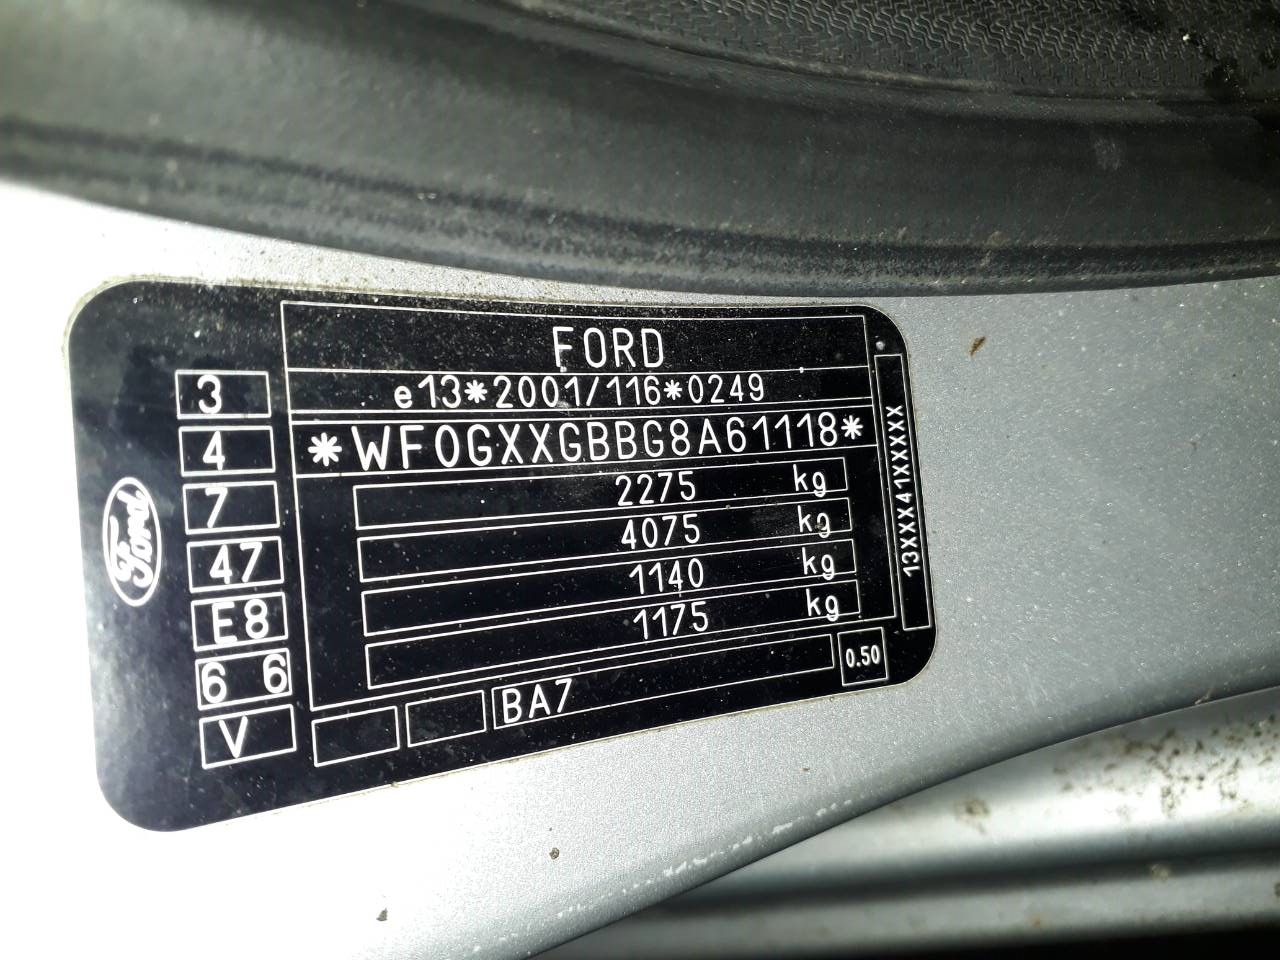 FORD
e13*2001/116*0249
*WF0GXXGBBG8A61118*
2275 kg
4075 kg
1140 kg
1175 kg
BA7
0.50
13XXX41XXXXX
3
4
7
47
E8
6 6
V
Ford